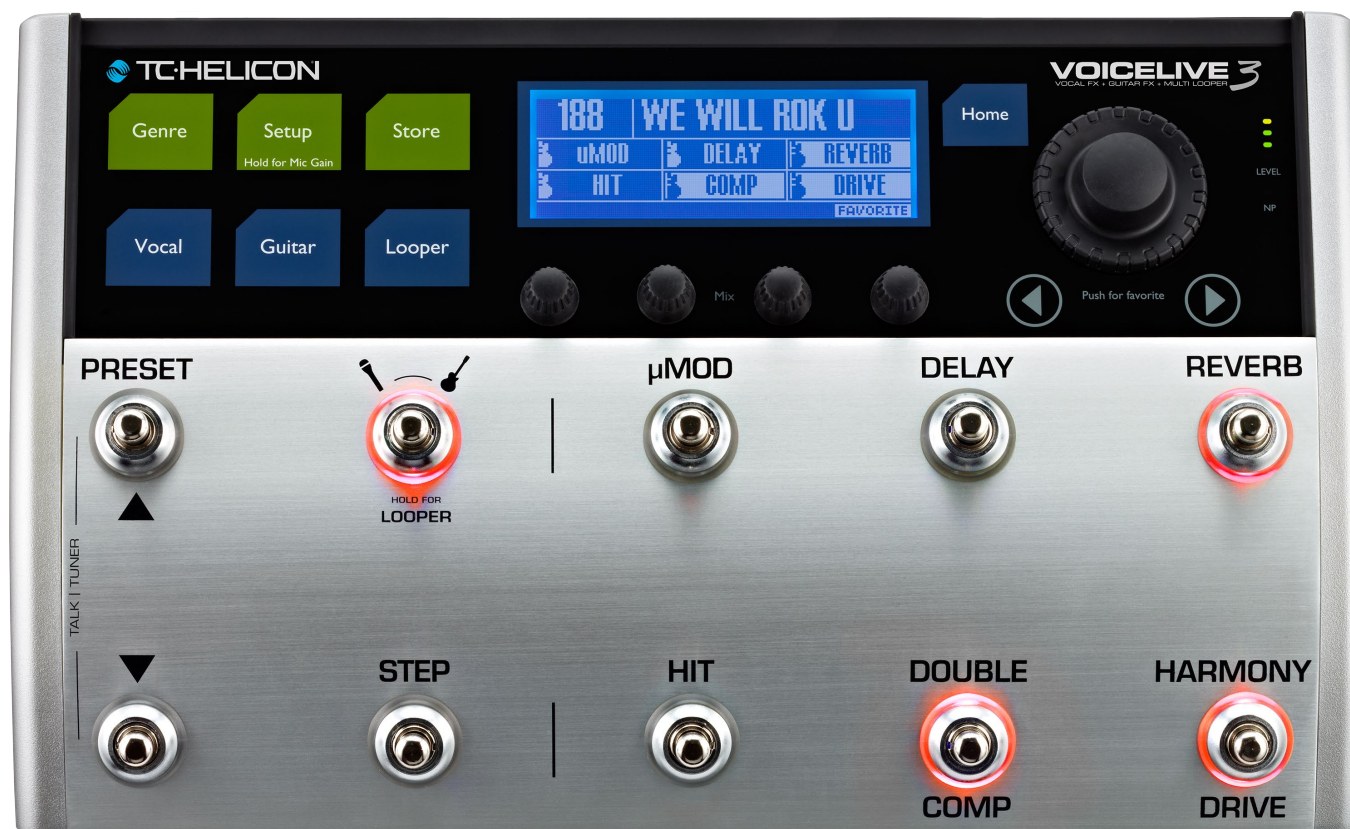 TC·HELICON
VOICELIVE 3
VOCAL FX + GUITAR FX + MULTI LOOPER
Genre
Setup
Hold for Mic Gain
Store
188 WE WILL ROK U
uMOD DELAY REVERB
HIT COMP DRIVE
FAVORITE
Home
LEVEL
NP
Vocal
Guitar
Looper
Mix
Push for favorite
PRESET
µMOD
DELAY
REVERB
HOLD FOR
LOOPER
TALK | TUNER
STEP
HIT
DOUBLE
HARMONY
COMP
DRIVE